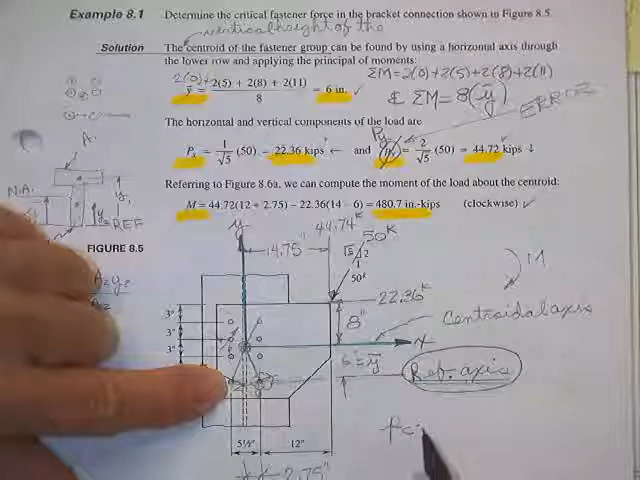 Example 8.1 Determine the critical fastener force in the bracket connection shown in Figure 8.5
vertical height of the
Solution The centroid of the fastener group can be found by using a horizontal axis through
the lower row and applying the principal of moments:
ΣM=2(0)+2(5)+2(8)+2(11)
2(0)+
ȳ = 2(5) + 2(8) + 2(11) / 8 = 6 in. ✓
& ΣM = 8(ȳ)
ERROR
The horizontal and vertical components of the load are
Py
Px = 1/√5 (50) = 22.36 kips ← and = 2/√5 (50) = 44.72 kips ↓
Referring to Figure 8.6a, we can compute the moment of the load about the centroid:
M = 44.72(12 + 2.75) − 22.36(14 − 6) = 480.7 in.-kips (clockwise) ✓
A1
N.A.
y1
y
REF
FIGURE 8.5
y
14.75"
44.74K
50K
√5
2
1
50K
M
22.36K
A2 y2
3"
3"
3"
8"
Centroidal axis
x
6"=ȳ
Ref. axis
5½" 12"
2.75"
fc